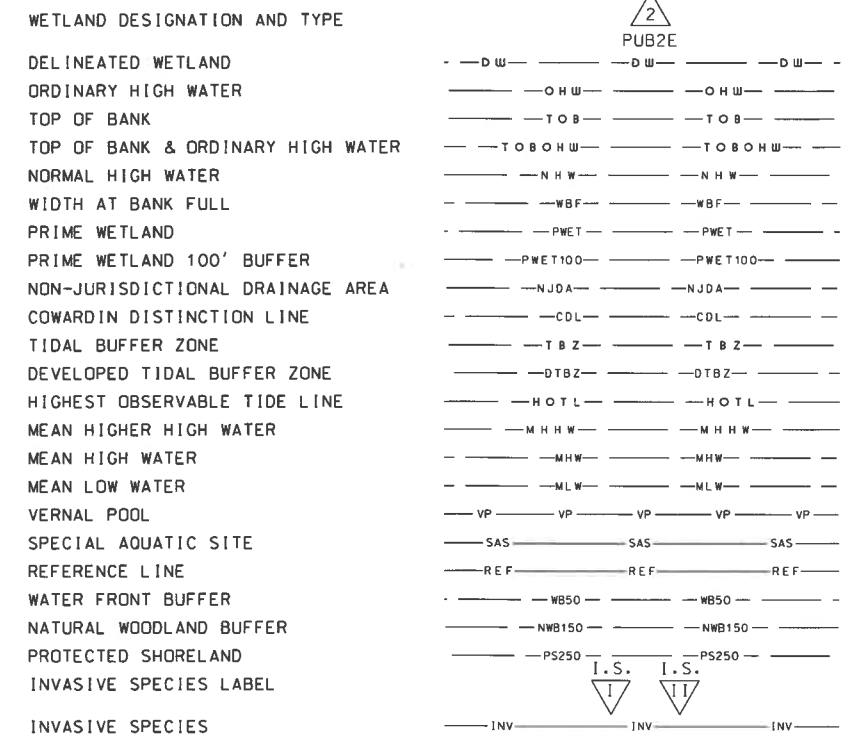 WETLAND DESIGNATION AND TYPE 2
PUB2E
DELINEATED WETLAND DW DW DW
ORDINARY HIGH WATER OHW OHW
TOP OF BANK TOB TOB
TOP OF BANK & ORDINARY HIGH WATER TOBOHW TOBOHW
NORMAL HIGH WATER NHW NHW
WIDTH AT BANK FULL WBF WBF
PRIME WETLAND PWET PWET
PRIME WETLAND 100' BUFFER PWET100 PWET100
NON-JURISDICTIONAL DRAINAGE AREA NJDA NJDA
COWARDIN DISTINCTION LINE CDL CDL
TIDAL BUFFER ZONE TBZ TBZ
DEVELOPED TIDAL BUFFER ZONE DTBZ DTBZ
HIGHEST OBSERVABLE TIDE LINE HOTL HOTL
MEAN HIGHER HIGH WATER MHHW MHHW
MEAN HIGH WATER MHW MHW
MEAN LOW WATER MLW MLW
VERNAL POOL VP VP VP VP VP
SPECIAL AQUATIC SITE SAS SAS SAS
REFERENCE LINE REF REF REF
WATER FRONT BUFFER WB50 WB50
NATURAL WOODLAND BUFFER NWB150 NWB150
PROTECTED SHORELAND PS250 PS250
I.S. I.S.
INVASIVE SPECIES LABEL I II
INVASIVE SPECIES INV INV INV